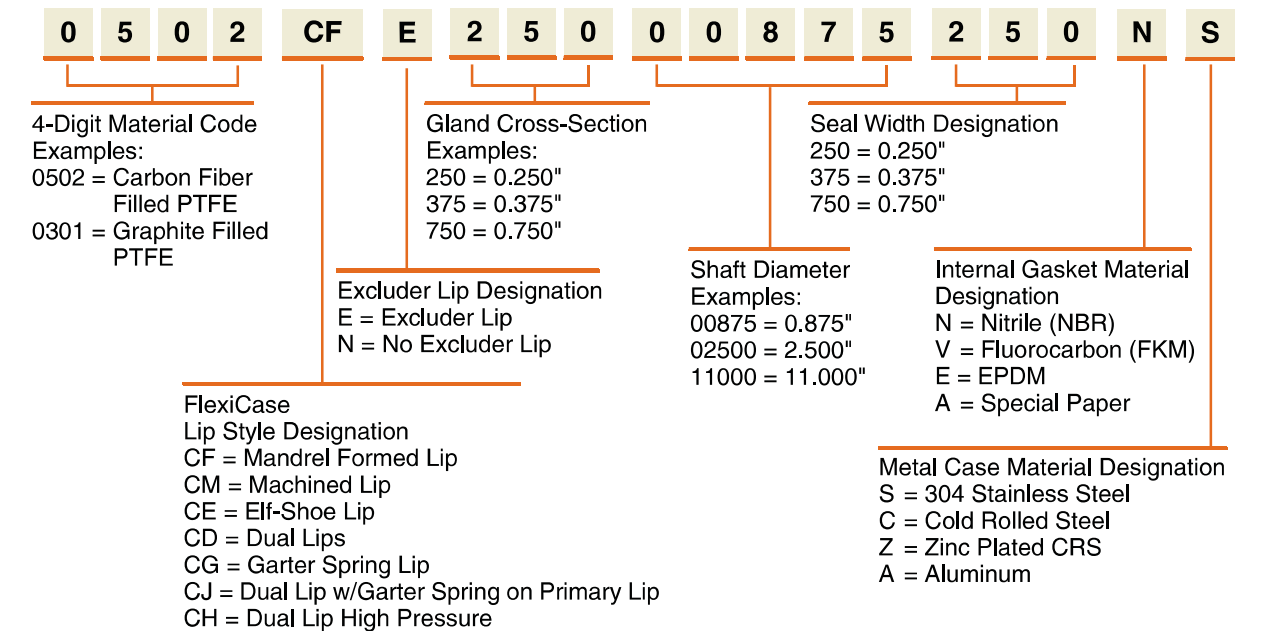 0 5 0 2 CF E 2 5 0 0 0 8 7 5 2 5 0 N S
4-Digit Material Code
Examples:
0502 = Carbon Fiber
Filled PTFE
0301 = Graphite Filled
PTFE
Gland Cross-Section
Examples:
250 = 0.250"
375 = 0.375"
750 = 0.750"
Seal Width Designation
250 = 0.250"
375 = 0.375"
750 = 0.750"
Excluder Lip Designation
E = Excluder Lip
N = No Excluder Lip
Shaft Diameter
Examples:
00875 = 0.875"
02500 = 2.500"
11000 = 11.000"
Internal Gasket Material
Designation
N = Nitrile (NBR)
V = Fluorocarbon (FKM)
E = EPDM
A = Special Paper
FlexiCase
Lip Style Designation
CF = Mandrel Formed Lip
CM = Machined Lip
CE = Elf-Shoe Lip
CD = Dual Lips
CG = Garter Spring Lip
CJ = Dual Lip w/Garter Spring on Primary Lip
CH = Dual Lip High Pressure
Metal Case Material Designation
S = 304 Stainless Steel
C = Cold Rolled Steel
Z = Zinc Plated CRS
A = Aluminum